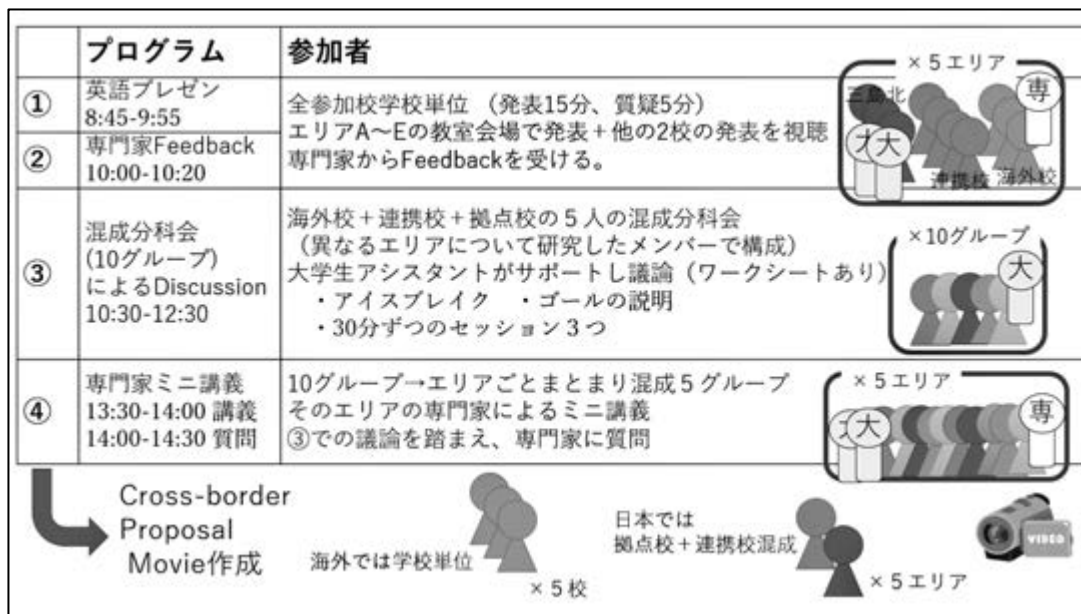 プログラム 参加者
①
英語プレゼン
8:45-9:55
②
専門家Feedback
10:00-10:20
全参加校学校単位 （発表15分、質疑5分）
エリアA～Eの教室会場で発表＋他の2校の発表を視聴
専門家からFeedbackを受ける。
×５エリア
三島北
専
大
大
連携校
海外校
③
混成分科会
(10グループ)
によるDiscussion
10:30-12:30
海外校＋連携校＋拠点校の５人の混成分科会
（異なるエリアについて研究したメンバーで構成）
大学生アシスタントがサポートし議論（ワークシートあり）
・アイスブレイク ・ゴールの説明
・30分ずつのセッション３つ
×10グループ
大
④
専門家ミニ講義
13:30-14:00 講義
14:00-14:30 質問
10グループ→エリアごとまとまり混成５グループ
そのエリアの専門家によるミニ講義
③での議論を踏まえ、専門家に質問
×５エリア
大
専
Cross-border
Proposal
Movie作成
海外では学校単位
×５校
日本では
拠点校＋連携校混成
×５エリア
VIDEO